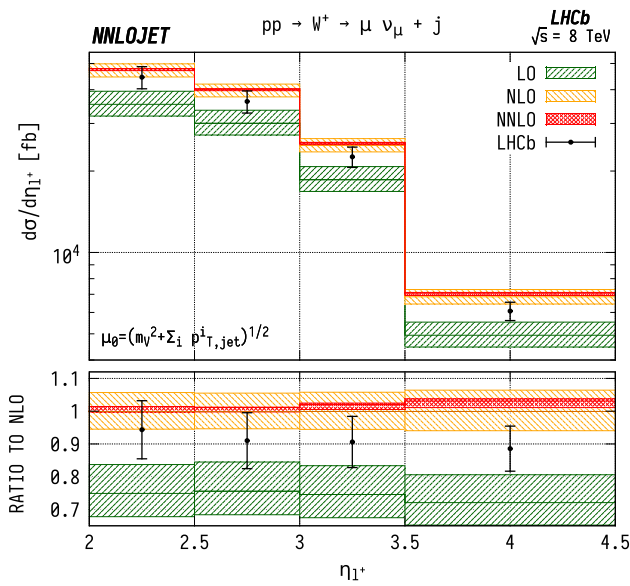 NNLOJET
pp → W⁺ → μ ν_μ + j
LHCb
√s = 8 TeV
LO
NLO
NNLO
LHCb
dσ/dη_l⁺ [fb]
10⁴
μ₀=(m_V²+Σ_i pⁱ_T,jet)^1/2
RATIO TO NLO
1.1
1
0.9
0.8
0.7
2 2.5 3 3.5 4 4.5
η_l⁺